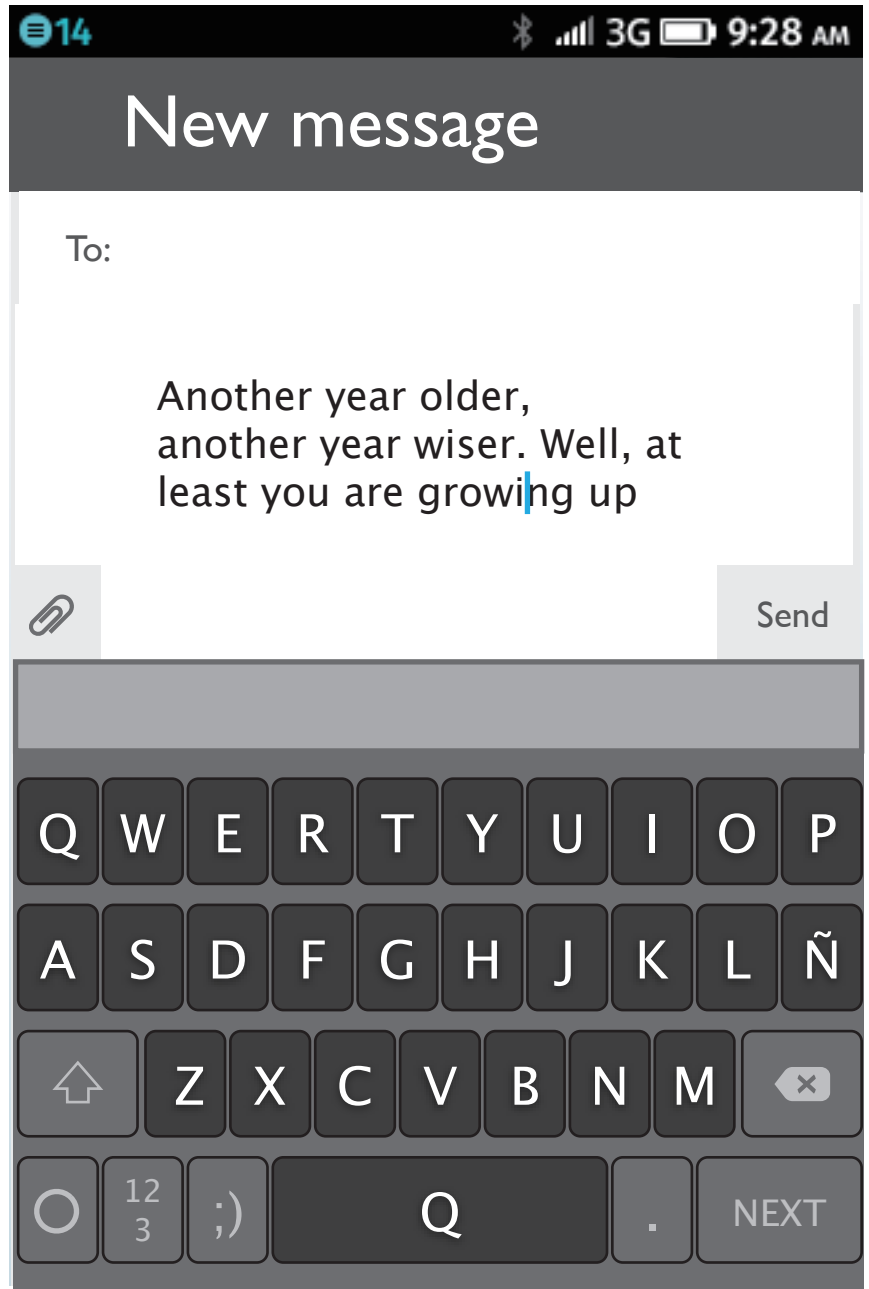 14 3G 9:28 AM
New message
To:
Another year older,
another year wiser. Well, at
least you are growing up
Send
Q W E R T Y U I O P
A S D F G H J K L Ñ
Z X C V B N M
12
3
;) Q . NEXT